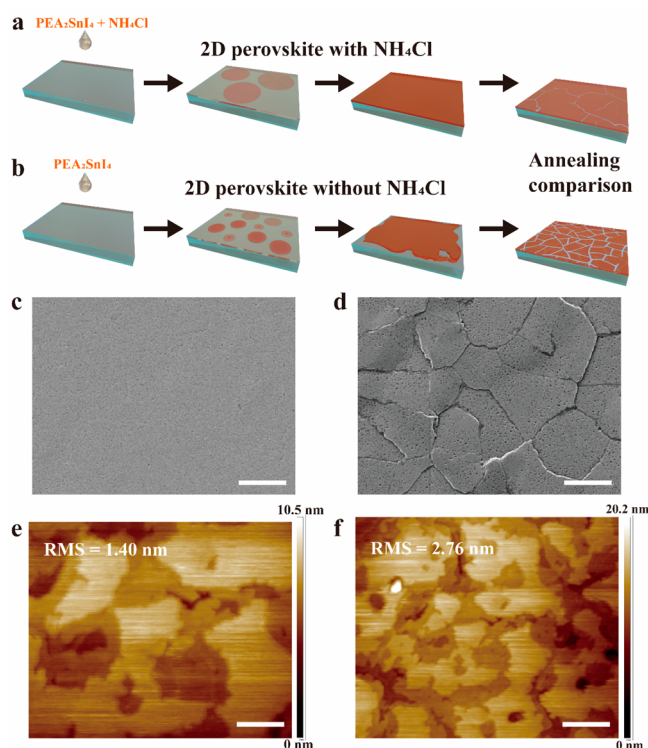 a
PEA₂SnI₄ + NH₄Cl
2D perovskite with NH₄Cl
b
PEA₂SnI₄
2D perovskite without NH₄Cl
Annealing
comparison
c
d
10.5 nm
20.2 nm
e
RMS = 1.40 nm
f
RMS = 2.76 nm
0 nm
0 nm